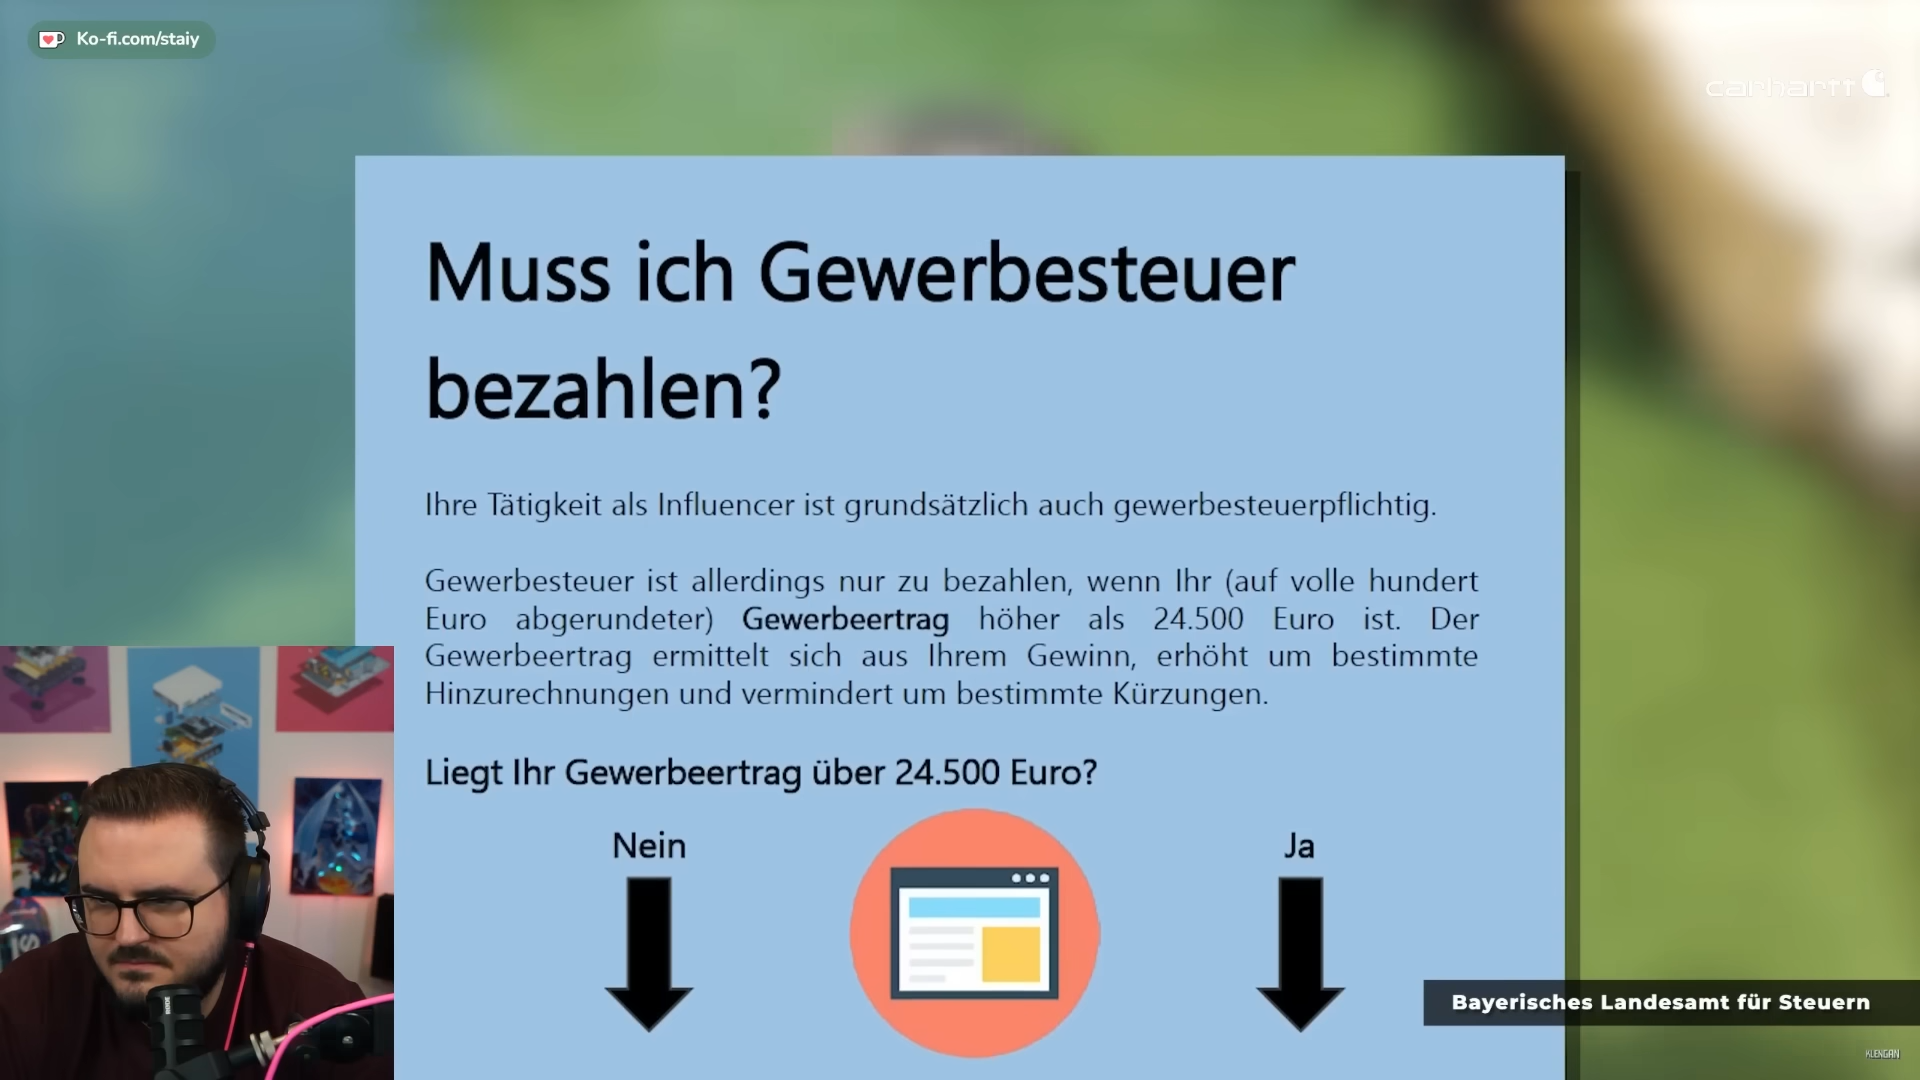 Ko-fi.com/staiy
carhartt
Muss ich Gewerbesteuer
bezahlen?
Ihre Tätigkeit als Influencer ist grundsätzlich auch gewerbesteuerpflichtig.
Gewerbesteuer ist allerdings nur zu bezahlen, wenn Ihr (auf volle hundert
Euro abgerundeter) Gewerbeertrag höher als 24.500 Euro ist. Der
Gewerbeertrag ermittelt sich aus Ihrem Gewinn, erhöht um bestimmte
Hinzurechnungen und vermindert um bestimmte Kürzungen.
Liegt Ihr Gewerbeertrag über 24.500 Euro?
Nein
Ja
Bayerisches Landesamt für Steuern
KLENGAN